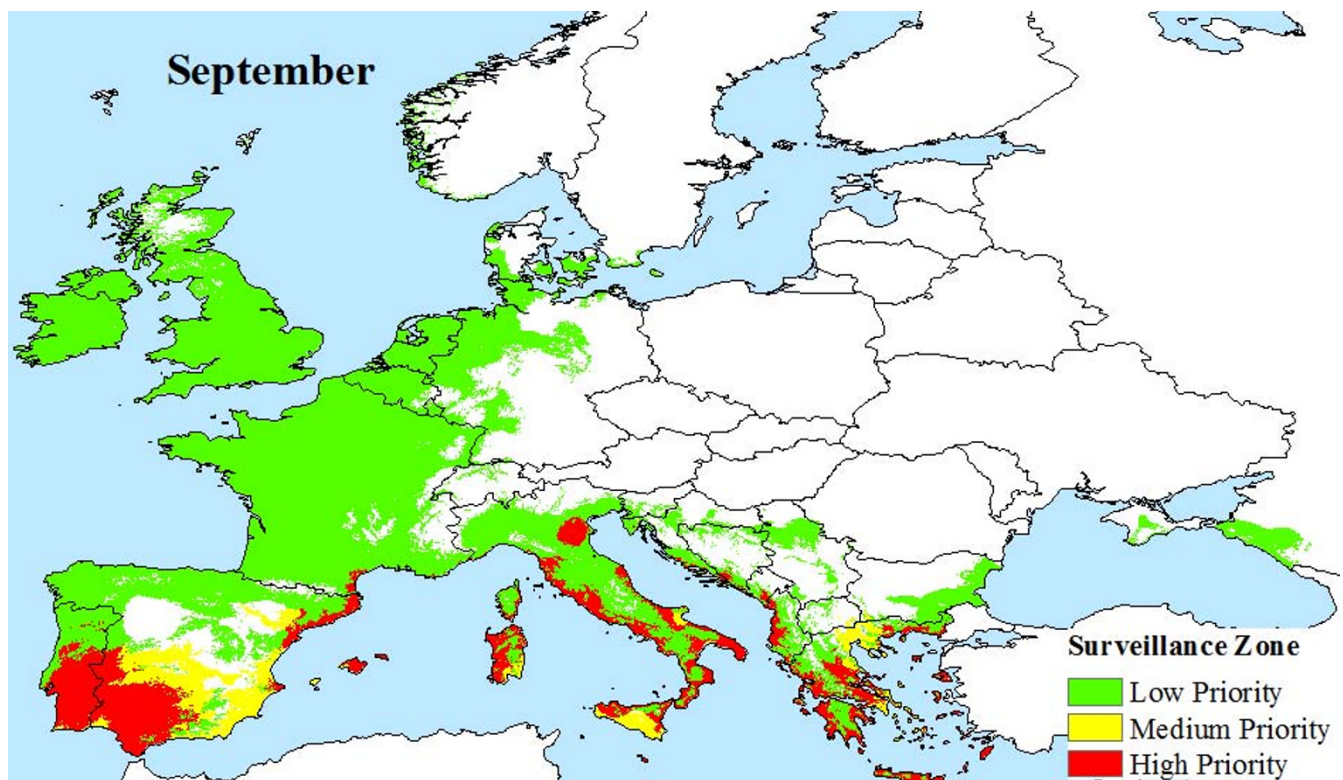 September
Surveillance Zone
Low Priority
Medium Priority
High Priority